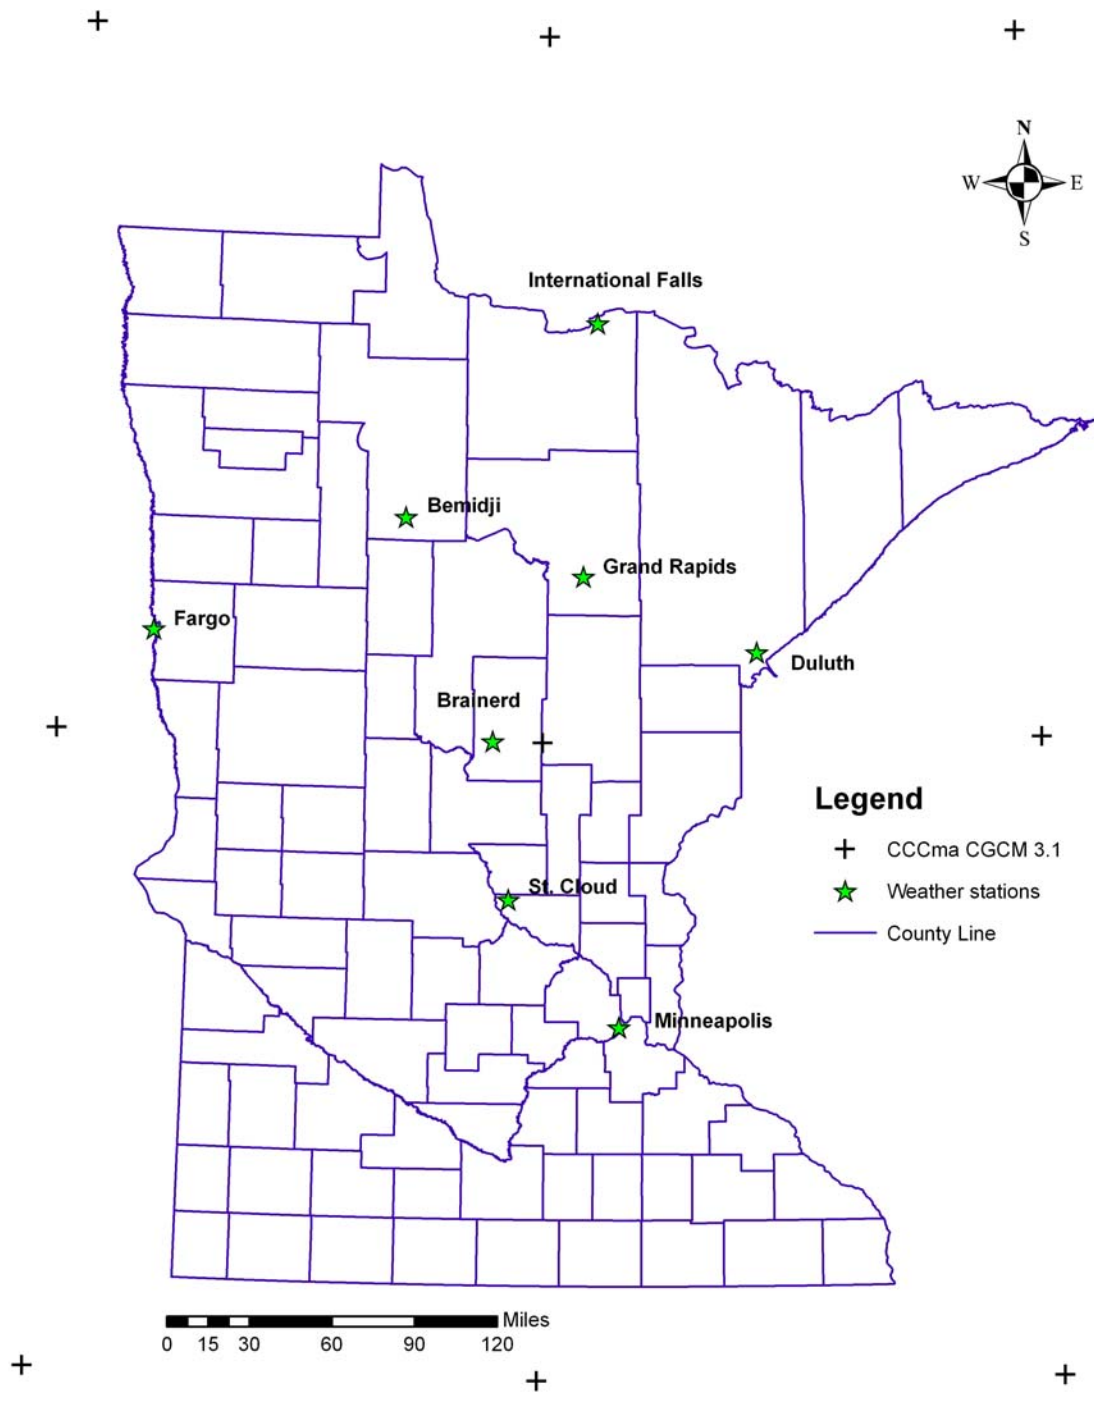 N
W E
S
International Falls
Bemidji
Grand Rapids
Fargo
Duluth
Brainerd
Legend
CCCma CGCM 3.1
St. Cloud
Weather stations
County Line
Minneapolis
Miles
0 15 30 60 90 120